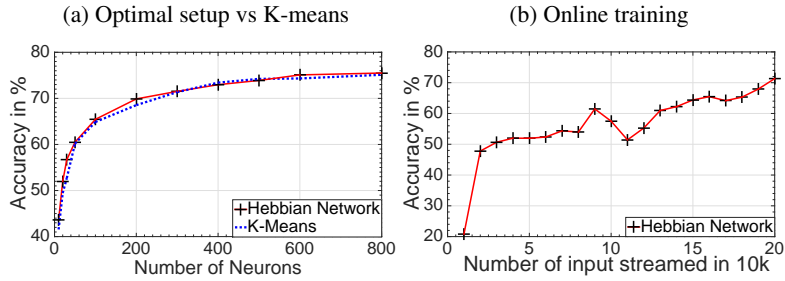 (a) Optimal setup vs K-means
80
70
60
50
40
Accuracy in %
0
200
400
600
800
Number of Neurons
Hebbian Network
K-Means
(b) Online training
80
70
60
50
40
30
20
Accuracy in %
0
5
10
15
20
Number of input streamed in 10k
Hebbian Network